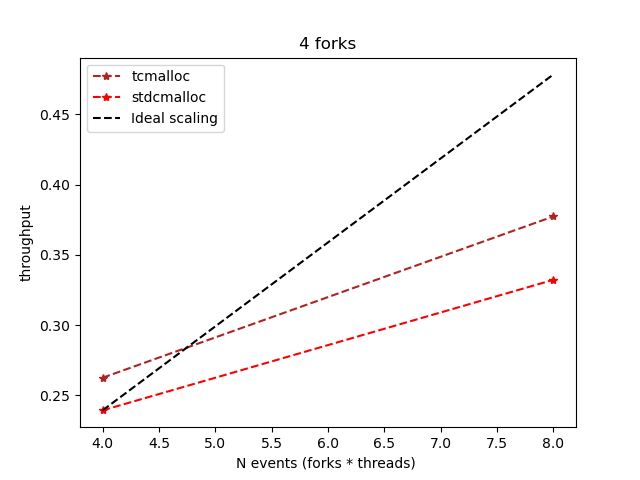 4 forks
tcmalloc
stdcmalloc
Ideal scaling
throughput
0.45
0.40
0.35
0.30
0.25
4.0 4.5 5.0 5.5 6.0 6.5 7.0 7.5 8.0
N events (forks * threads)